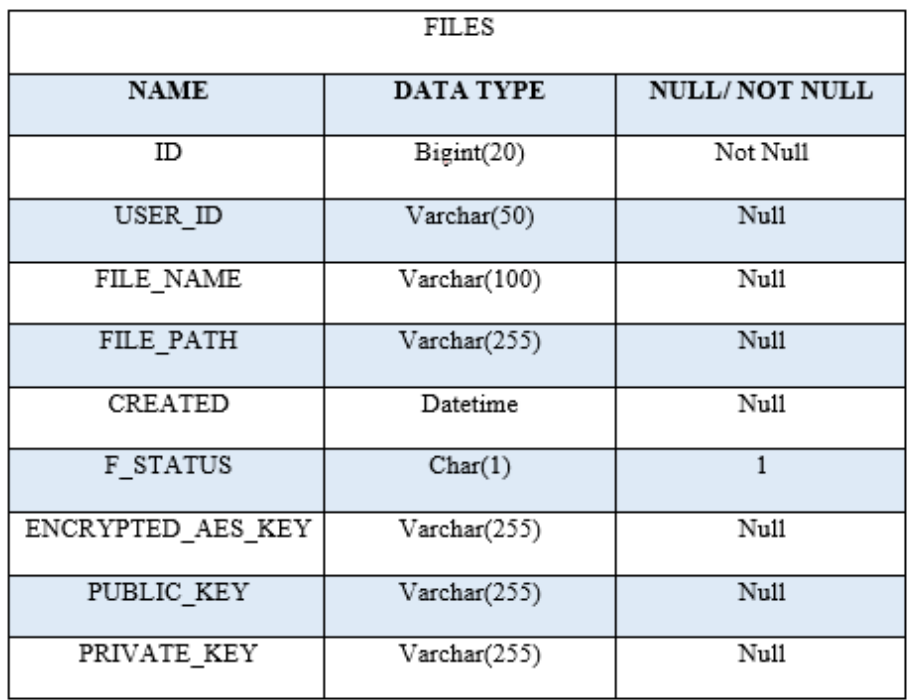 FILES
NAME DATA TYPE NULL/ NOT NULL
ID Bigint(20) Not Null
USER_ID Varchar(50) Null
FILE_NAME Varchar(100) Null
FILE_PATH Varchar(255) Null
CREATED Datetime Null
F_STATUS Char(1) 1
ENCRYPTED_AES_KEY Varchar(255) Null
PUBLIC_KEY Varchar(255) Null
PRIVATE_KEY Varchar(255) Null